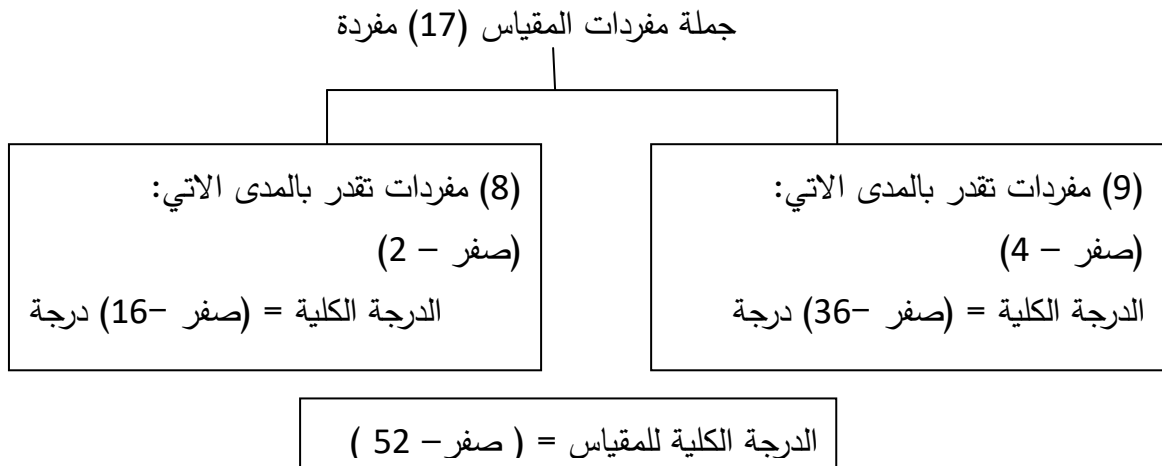 جملة مفردات المقياس (17) مفردة
(9) مفردات تقدر بالمدى الاتي:
(صفر – 4)
الدرجة الكلية = (صفر –36) درجة
(8) مفردات تقدر بالمدى الاتي:
(صفر – 2)
الدرجة الكلية = (صفر –16) درجة
الدرجة الكلية للمقياس = ( صفر– 52 )